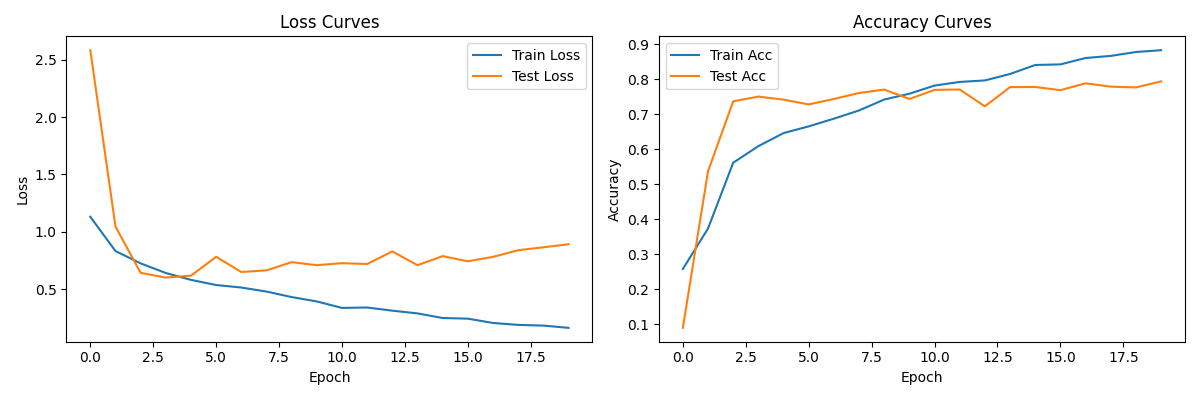 Loss Curves
Train Loss
Test Loss
Loss
2.5
2.0
1.5
1.0
0.5
0.0 2.5 5.0 7.5 10.0 12.5 15.0 17.5
Epoch
Accuracy Curves
Train Acc
Test Acc
Accuracy
0.9
0.8
0.7
0.6
0.5
0.4
0.3
0.2
0.1
0.0 2.5 5.0 7.5 10.0 12.5 15.0 17.5
Epoch